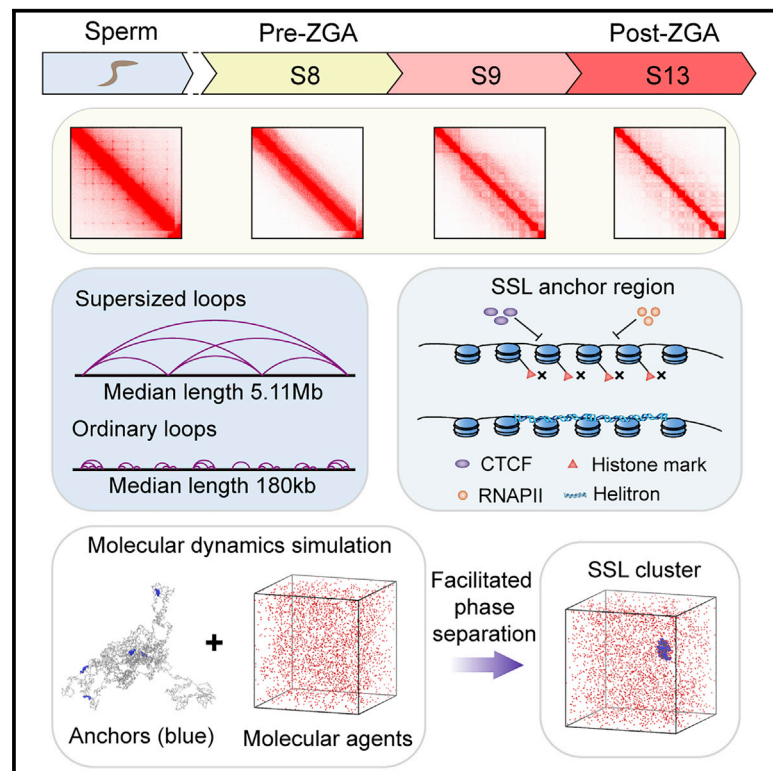 Sperm
Pre-ZGA
Post-ZGA
S8
S9
S13
Supersized loops
Median length 5.11Mb
Ordinary loops
Median length 180kb
SSL anchor region
CTCF
Histone mark
RNAPII
Helitron
Molecular dynamics simulation
+
Anchors (blue)
Molecular agents
Facilitated
phase
separation
SSL cluster